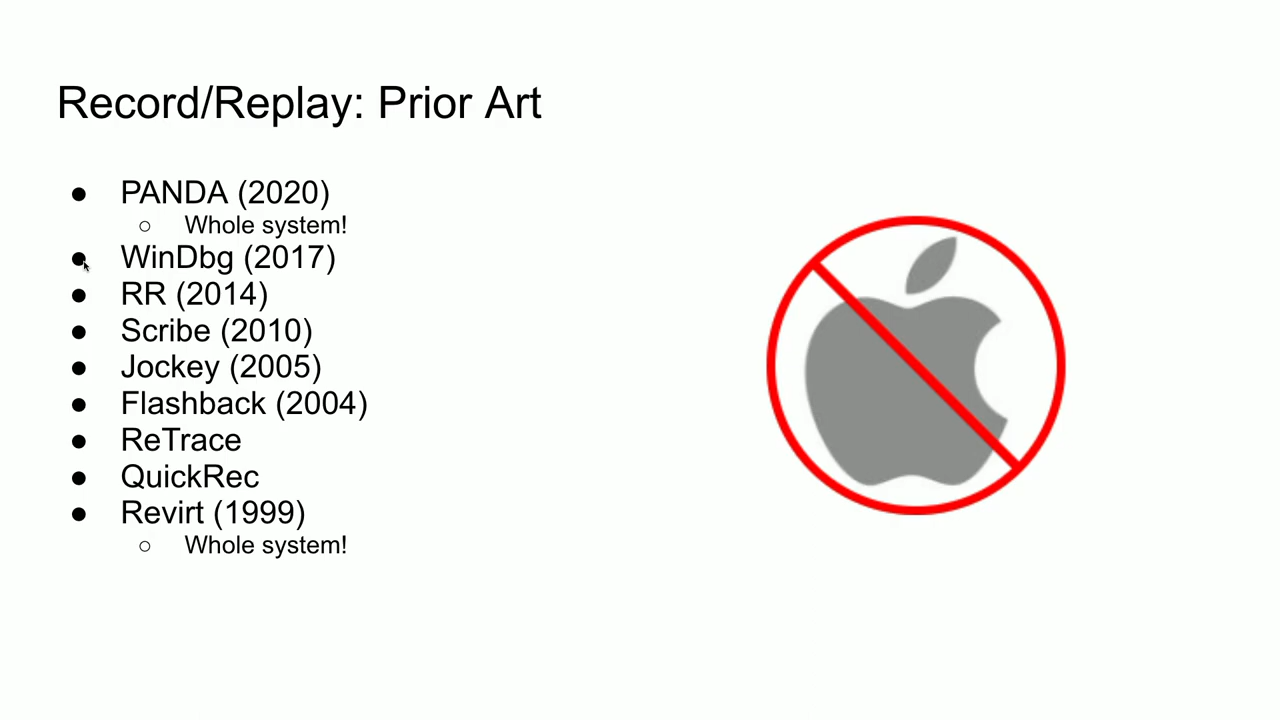 Record/Replay: Prior Art
● PANDA (2020)
○ Whole system!
● WinDbg (2017)
● RR (2014)
● Scribe (2010)
● Jockey (2005)
● Flashback (2004)
● ReTrace
● QuickRec
● Revirt (1999)
○ Whole system!